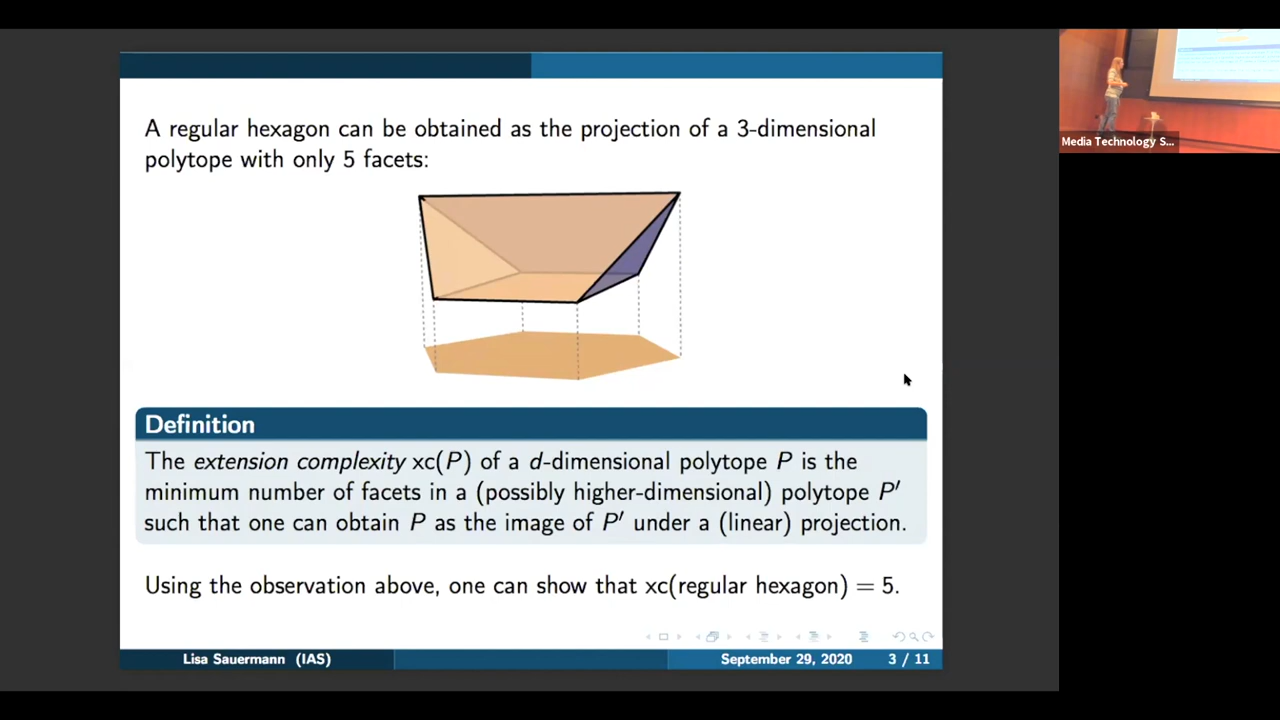 A regular hexagon can be obtained as the projection of a 3-dimensional
polytope with only 5 facets:
Definition
The extension complexity xc(P) of a d-dimensional polytope P is the
minimum number of facets in a (possibly higher-dimensional) polytope P′
such that one can obtain P as the image of P′ under a (linear) projection.
Using the observation above, one can show that xc(regular hexagon) = 5.
Lisa Sauermann (IAS)
September 29, 2020
3 / 11
Media Technology S...